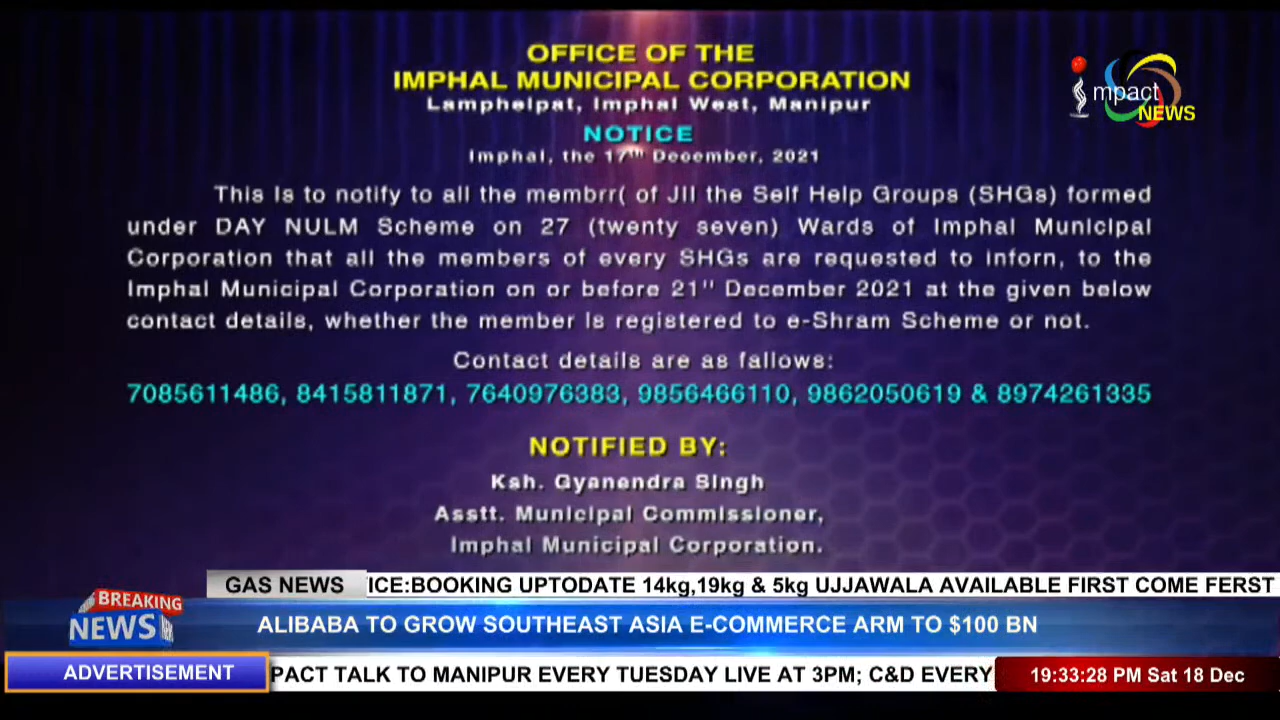 OFFICE OF THE
IMPHAL MUNICIPAL CORPORATION
Lamphelpat, Imphal West, Manipur
NOTICE
Imphal, the 17th December, 2021
This Is to notify to all the membrr( of JII the Self Help Groups (SHGs) formed
under DAY NULM Scheme on 27 (twenty seven) Wards of Imphal Municipal
Corporation that all the members of every SHGs are requested to inforn, to the
Imphal Municipal Corporation on or before 21" December 2021 at the given below
contact details, whether the member is registered to e-Shram Scheme or not.
Contact details are as fallows:
7085611486, 8415811871, 7640976383, 9856466110, 9862050619 & 8974261335
NOTIFIED BY:
Ksh. Gyanendra Singh
Asstt. Municipal Commissioner,
Imphal Municipal Corporation.
impact
NEWS
GAS NEWS ICE:BOOKING UPTODATE 14kg,19kg & 5kg UJJAWALA AVAILABLE FIRST COME FERST
BREAKING
NEWS
ALIBABA TO GROW SOUTHEAST ASIA E-COMMERCE ARM TO $100 BN
ADVERTISEMENT PACT TALK TO MANIPUR EVERY TUESDAY LIVE AT 3PM; C&D EVERY 19:33:28 PM Sat 18 Dec